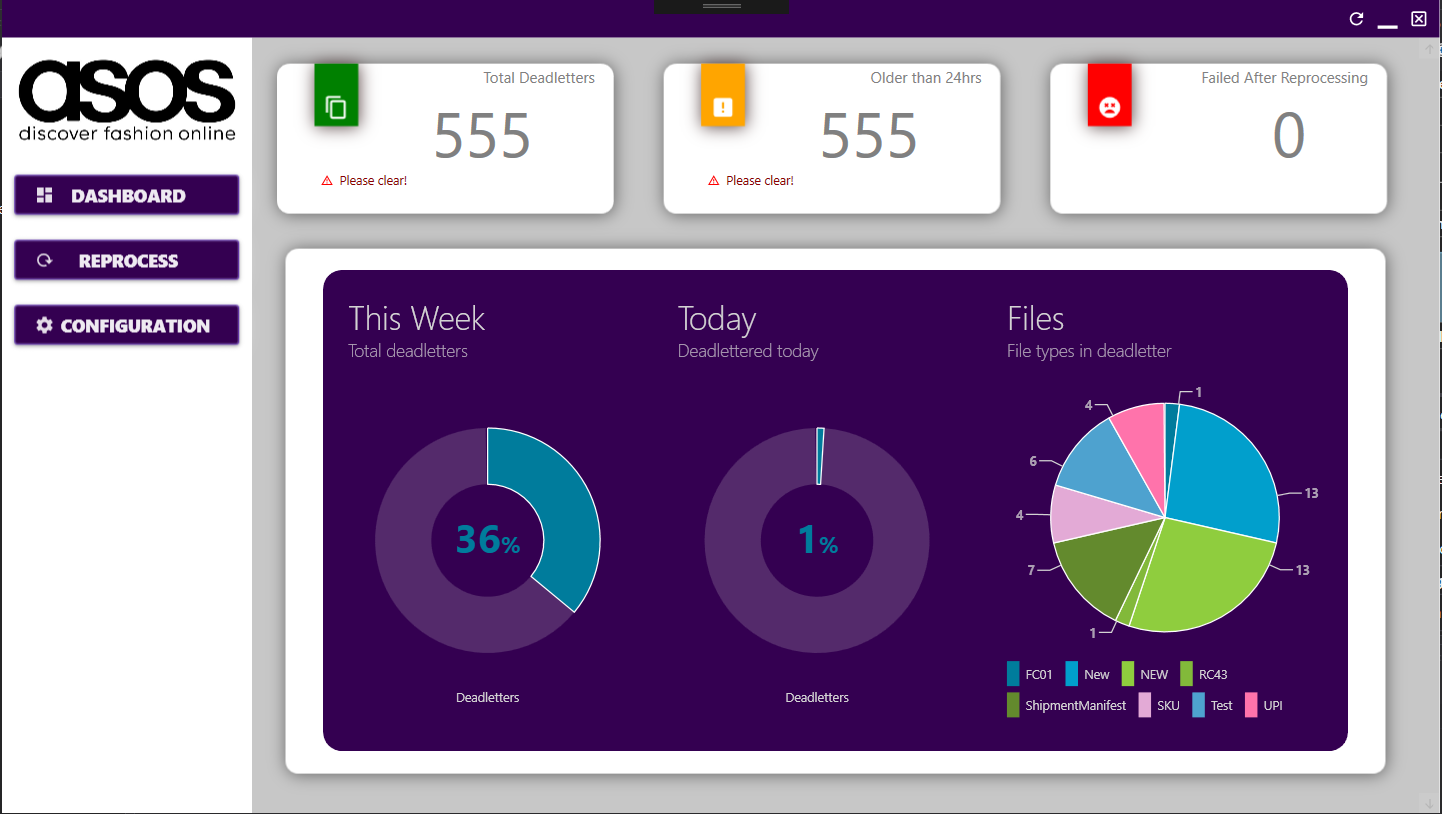 asos
discover fashion online
DASHBOARD
REPROCESS
CONFIGURATION
Total Deadletters
555
Please clear!
Older than 24hrs
555
Please clear!
Failed After Reprocessing
0
This Week
Total deadletters
36%
Deadletters
Today
Deadlettered today
1%
Deadletters
Files
File types in deadletter
1
4
6
13
4
7
13
1
FC01 New NEW RC43
ShipmentManifest SKU Test UPI